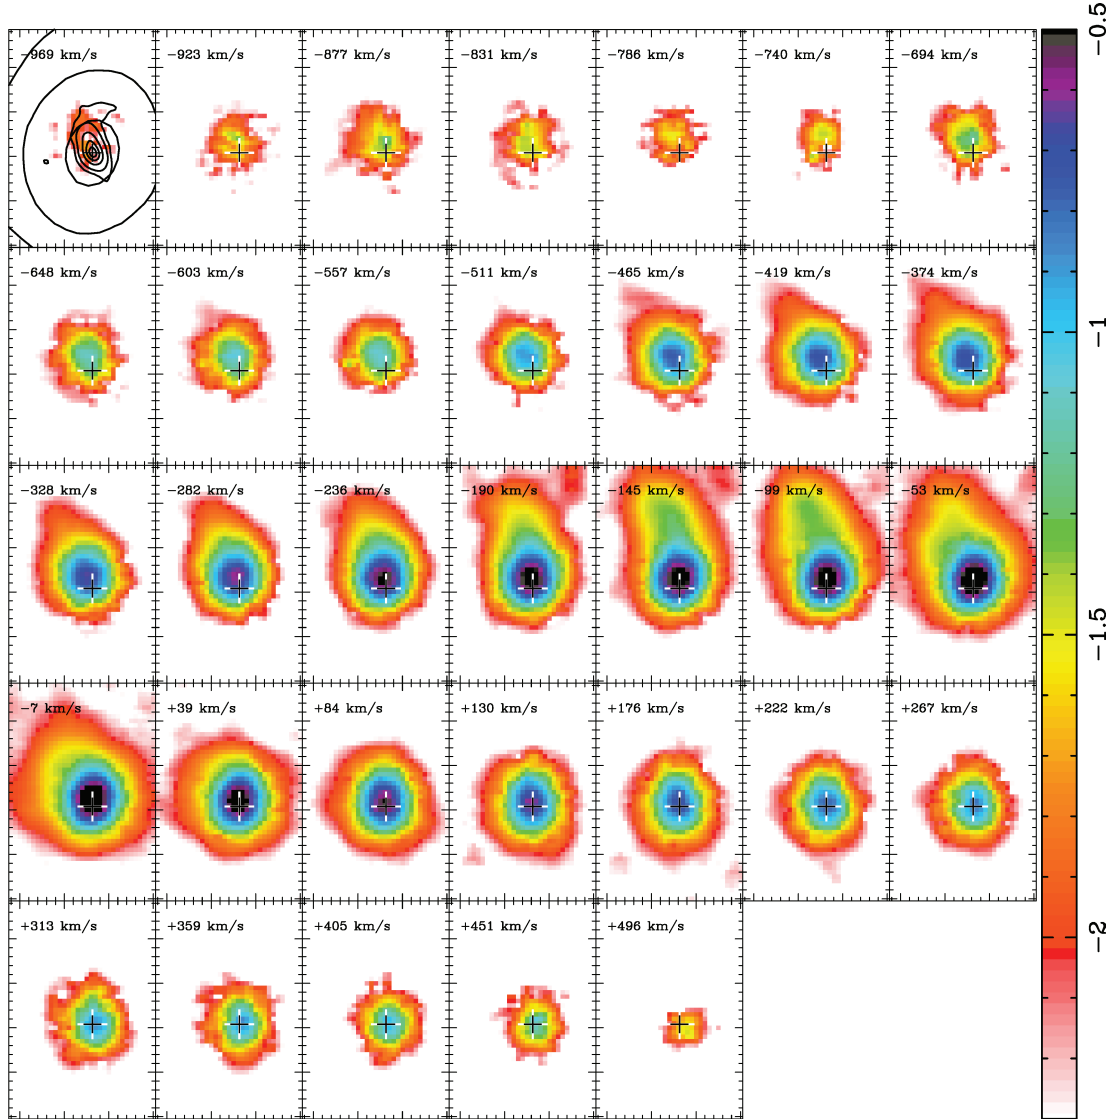 −969 km/s −923 km/s −877 km/s −831 km/s −786 km/s −740 km/s −694 km/s
−648 km/s −603 km/s −557 km/s −511 km/s −465 km/s −419 km/s −374 km/s
−328 km/s −282 km/s −236 km/s −190 km/s −145 km/s −99 km/s −53 km/s
−7 km/s +39 km/s +84 km/s +130 km/s +176 km/s +222 km/s +267 km/s
+313 km/s +359 km/s +405 km/s +451 km/s +496 km/s
−0.5
−1
−1.5
−2